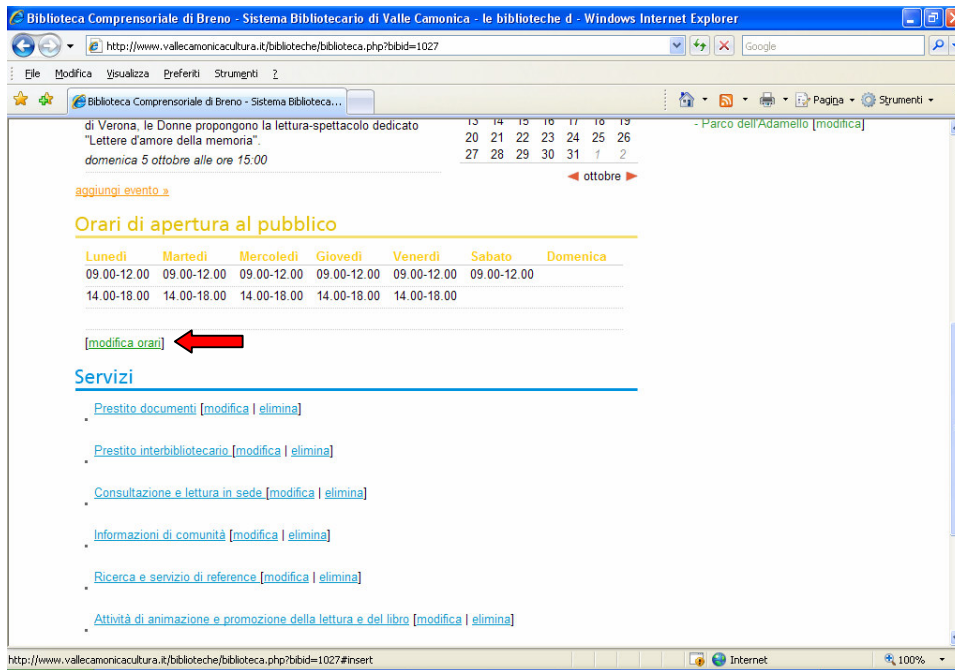 Biblioteca Comprensoriale di Breno - Sistema Bibliotecario di Valle Camonica - le biblioteche d - Windows Internet Explorer
http://www.vallecamonicacultura.it/biblioteche/biblioteca.php?bibid=1027
Google
File Modifica Visualizza Preferiti Strumenti ?
Biblioteca Comprensoriale di Breno - Sistema Biblioteca...
Pagina
Strumenti
di Verona, le Donne propongono la lettura-spettacolo dedicato
"Lettere d'amore della memoria".
domenica 5 ottobre alle ore 15:00
13 14 15 16 17 18 19
20 21 22 23 24 25 26
27 28 29 30 31 1 2
ottobre
- Parco dell'Adamello [modifica]
aggiungi evento »
Orari di apertura al pubblico
Lunedì Martedì Mercoledì Giovedì Venerdì Sabato Domenica
09.00-12.00 09.00-12.00 09.00-12.00 09.00-12.00 09.00-12.00 09.00-12.00
14.00-18.00 14.00-18.00 14.00-18.00 14.00-18.00 14.00-18.00
[modifica orari]
Servizi
Prestito documenti [modifica | elimina]
Prestito interbibliotecario [modifica | elimina]
Consultazione e lettura in sede [modifica | elimina]
Informazioni di comunità [modifica | elimina]
Ricerca e servizio di reference [modifica | elimina]
Attività di animazione e promozione della lettura e del libro [modifica | elimina]
http://www.vallecamonicacultura.it/biblioteche/biblioteca.php?bibid=1027#insert
Internet
100%